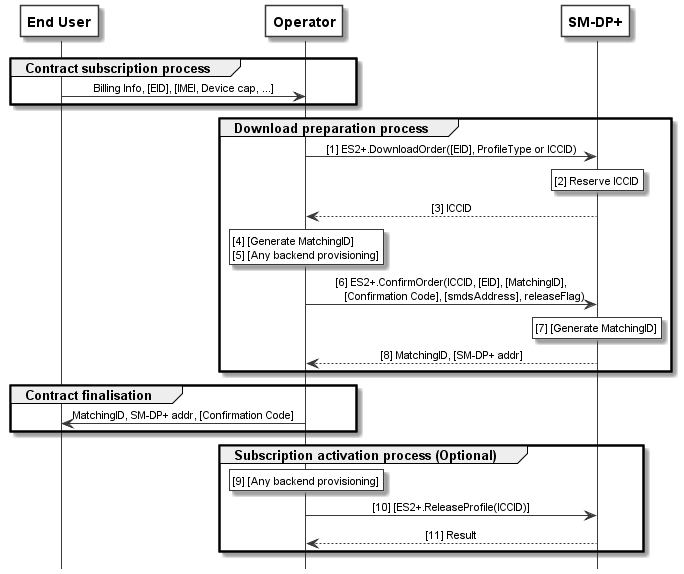 End User
Operator
SM-DP+
Contract subscription process
Billing Info, [EID], [IMEI, Device cap, ...]
Download preparation process
[1] ES2+.DownloadOrder([EID], ProfileType or ICCID)
[2] Reserve ICCID
[3] ICCID
[4] [Generate MatchingID]
[5] [Any backend provisioning]
[6] ES2+.ConfirmOrder(ICCID, [EID], [MatchingID],
[Confirmation Code], [smdsAddress], releaseFlag)
[7] [Generate MatchingID]
[8] MatchingID, [SM-DP+ addr]
Contract finalisation
MatchingID, SM-DP+ addr, [Confirmation Code]
Subscription activation process (Optional)
[9] [Any backend provisioning]
[10] [ES2+.ReleaseProfile(ICCID)]
[11] Result